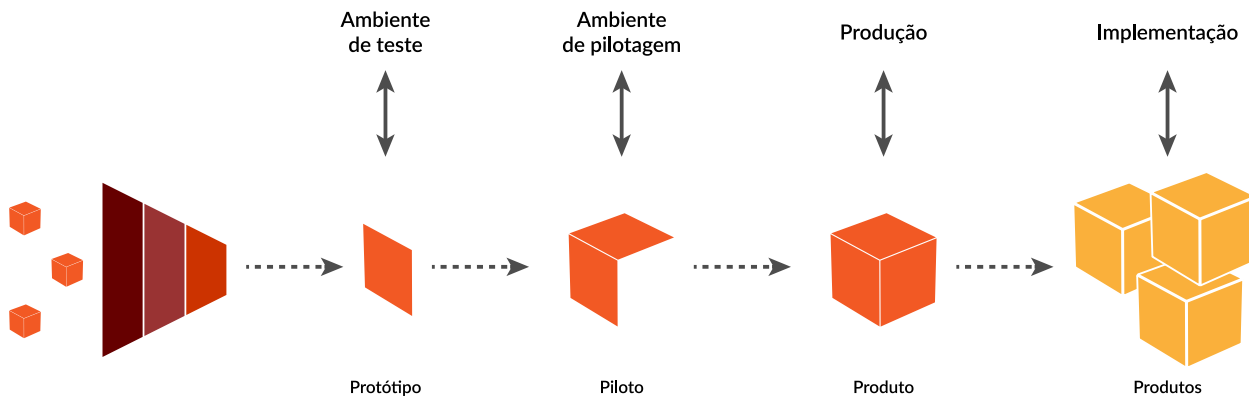 Ambiente
de teste
Ambiente
de pilotagem
Produção
Implementação
Protótipo
Piloto
Produto
Produtos